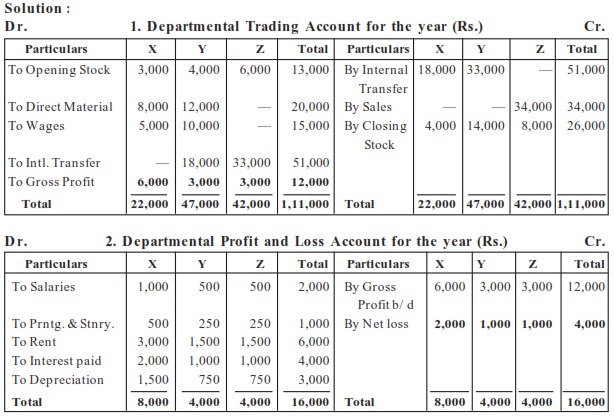 Solution :
Dr. 1. Departmental Trading Account for the year (Rs.) Cr.
Particulars X Y Z Total Particulars X Y Z Total
To Opening Stock 3,000 4,000 6,000 13,000 By Internal 18,000 33,000 — 51,000
Transfer
To Direct Material 8,000 12,000 — 20,000 By Sales — — 34,000 34,000
To Wages 5,000 10,000 — 15,000 By Closing 4,000 14,000 8,000 26,000
Stock
To Intl. Transfer — 18,000 33,000 51,000
To Gross Profit 6,000 3,000 3,000 12,000
Total 22,000 47,000 42,000 1,11,000 Total 22,000 47,000 42,000 1,11,000
Dr. 2. Departmental Profit and Loss Account for the year (Rs.) Cr.
Particulars X Y Z Total Particulars X Y Z Total
To Salaries 1,000 500 500 2,000 By Gross 6,000 3,000 3,000 12,000
Profit b/ d
To Prntg. & Stnry. 500 250 250 1,000 By Net loss 2,000 1,000 1,000 4,000
To Rent 3,000 1,500 1,500 6,000
To Interest paid 2,000 1,000 1,000 4,000
To Depreciation 1,500 750 750 3,000
Total 8,000 4,000 4,000 16,000 Total 8,000 4,000 4,000 16,000